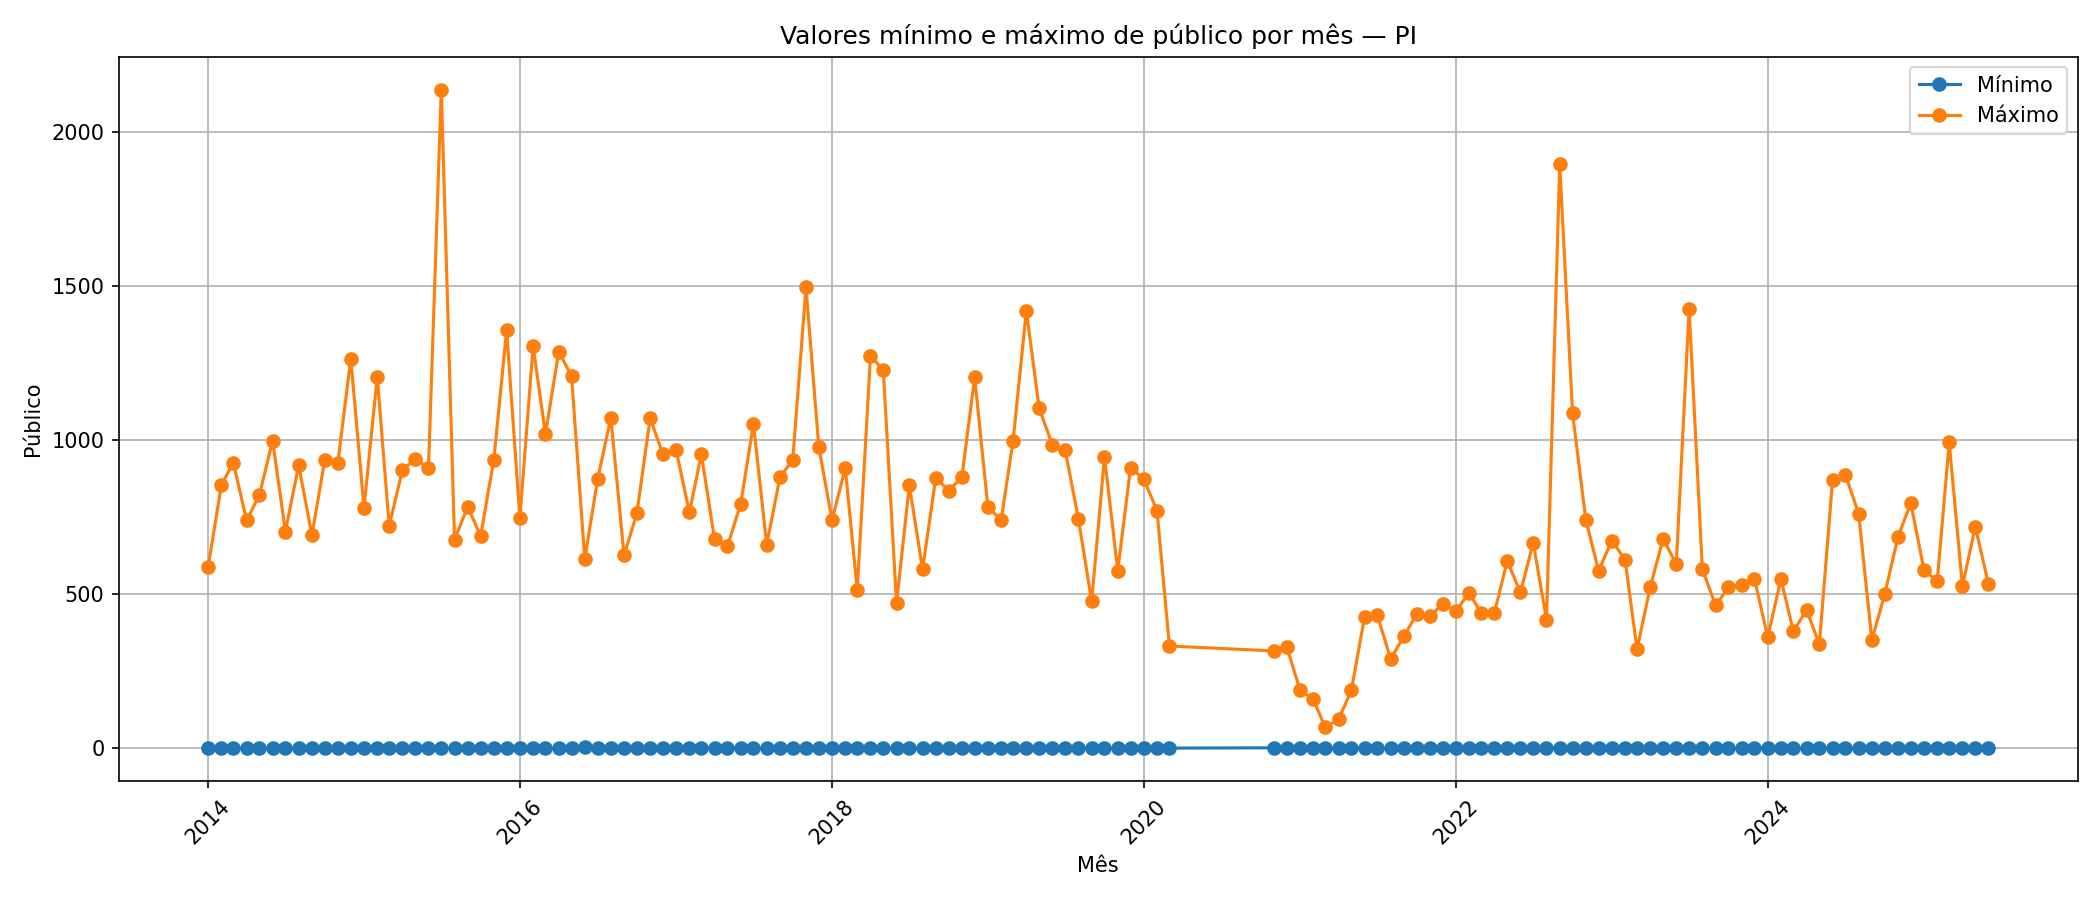 Valores mínimo e máximo de público por mês — PI
Mínimo
Máximo
Público
2000
1500
1000
500
0
2014
2016
2018
2020
2022
2024
Mês